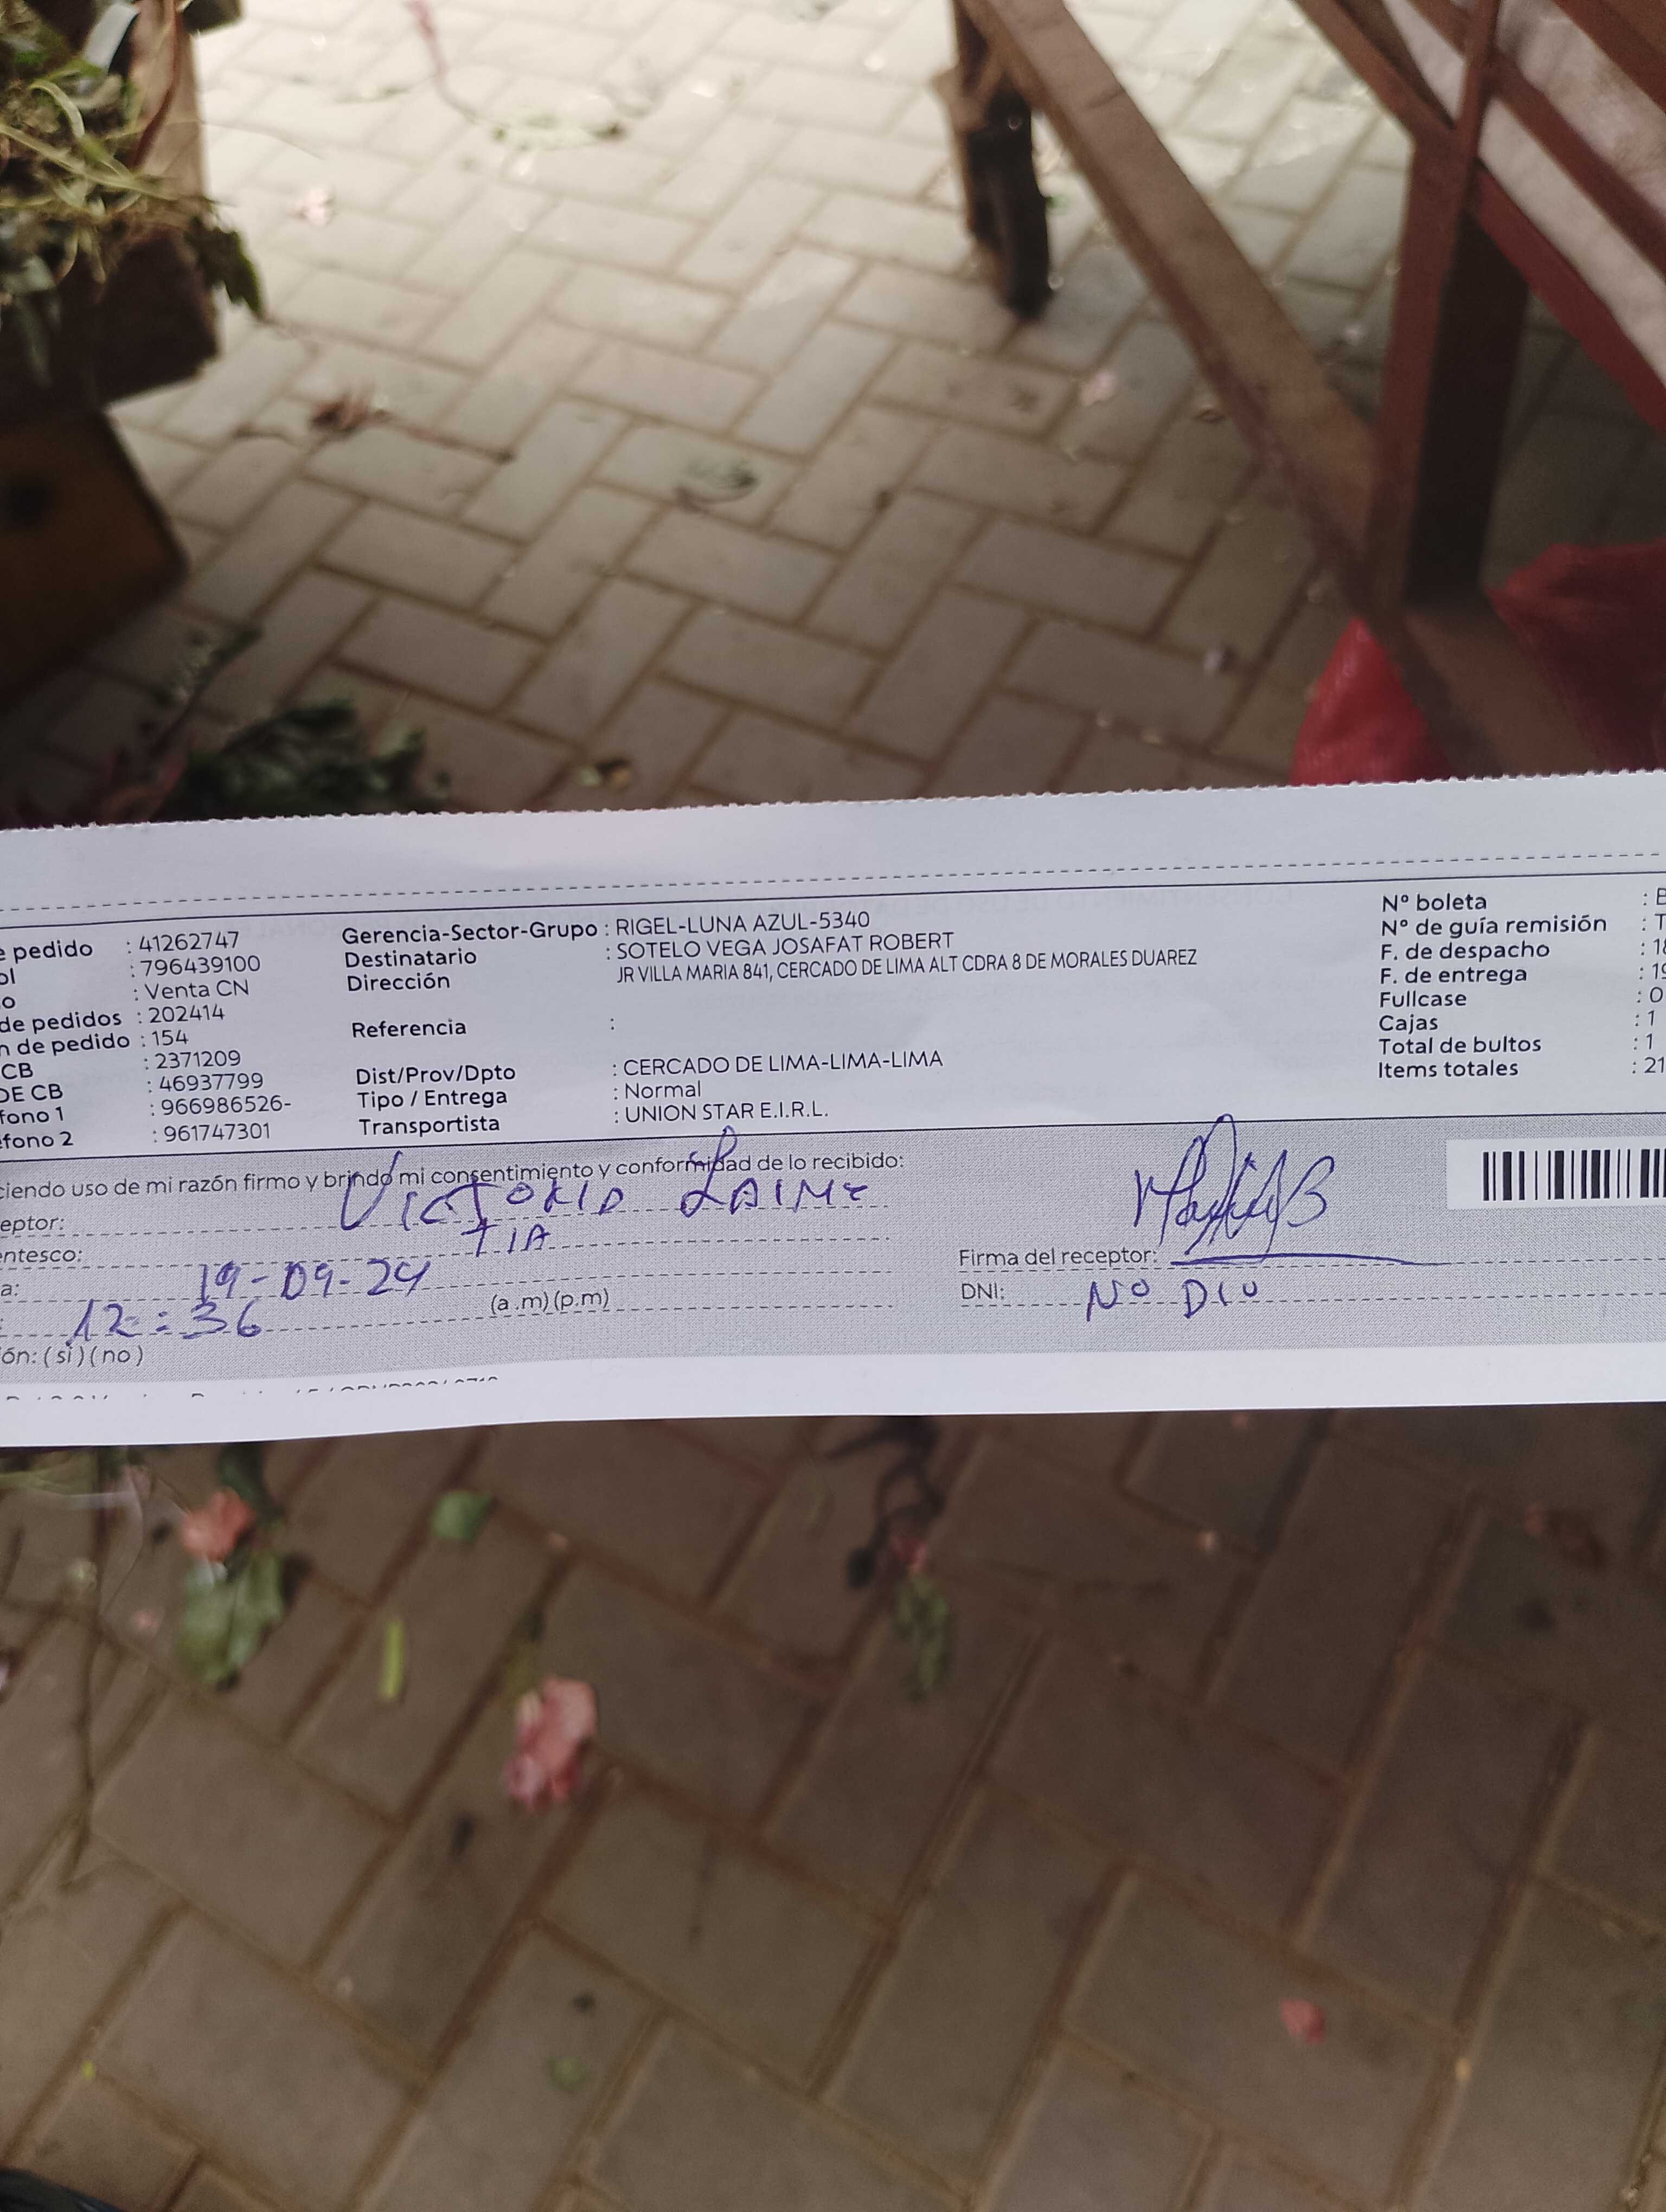 e pedido : 41262747
ol : 796439100
o : Venta CN
de pedidos : 202414
n de pedido : 154
CB : 2371209
DE CB : 46937799
fono 1 : 966986526-
éfono 2 : 961747301
Gerencia-Sector-Grupo : RIGEL-LUNA AZUL-5340
Destinatario : SOTELO VEGA JOSAFAT ROBERT
Dirección JR VILLA MARIA 841, CERCADO DE LIMA ALT CDRA 8 DE MORALES DUAREZ
Referencia :
Dist/Prov/Dpto : CERCADO DE LIMA-LIMA-LIMA
Tipo / Entrega : Normal
Transportista : UNION STAR E.I.R.L.
N° boleta : B
N° de guía remisión : T
F. de despacho : 18
F. de entrega : 19
Fullcase : 0
Cajas : 1
Total de bultos : 1
Items totales : 21
ciendo uso de mi razón firmo y brindo mi consentimiento y conformidad de lo recibido:
eptor: VICTORIA LAIME
entesco: TIA
a: 19-09-24
: 12:36 (a .m) (p.m)
ón: ( si ) ( no )
Firma del receptor:
DNI: NO DIO